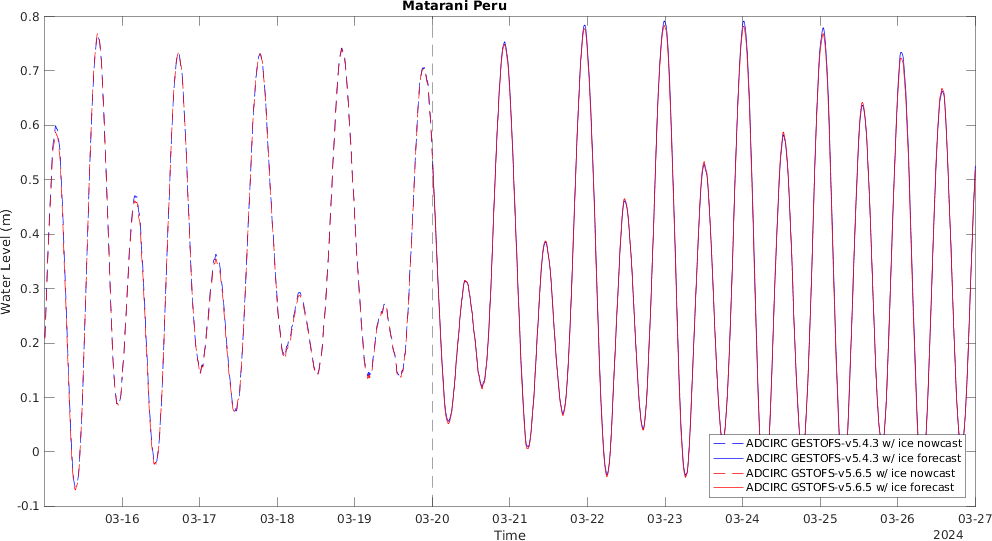 Matarani Peru
0.8
0.7
0.6
0.5
0.4
0.3
0.2
0.1
0
-0.1
Water Level (m)
ADCIRC GESTOFS-v5.4.3 w/ ice nowcast
ADCIRC GESTOFS-v5.4.3 w/ ice forecast
ADCIRC GSTOFS-v5.6.5 w/ ice nowcast
ADCIRC GSTOFS-v5.6.5 w/ ice forecast
03-16 03-17 03-18 03-19 03-20 03-21 03-22 03-23 03-24 03-25 03-26 03-27
Time
2024